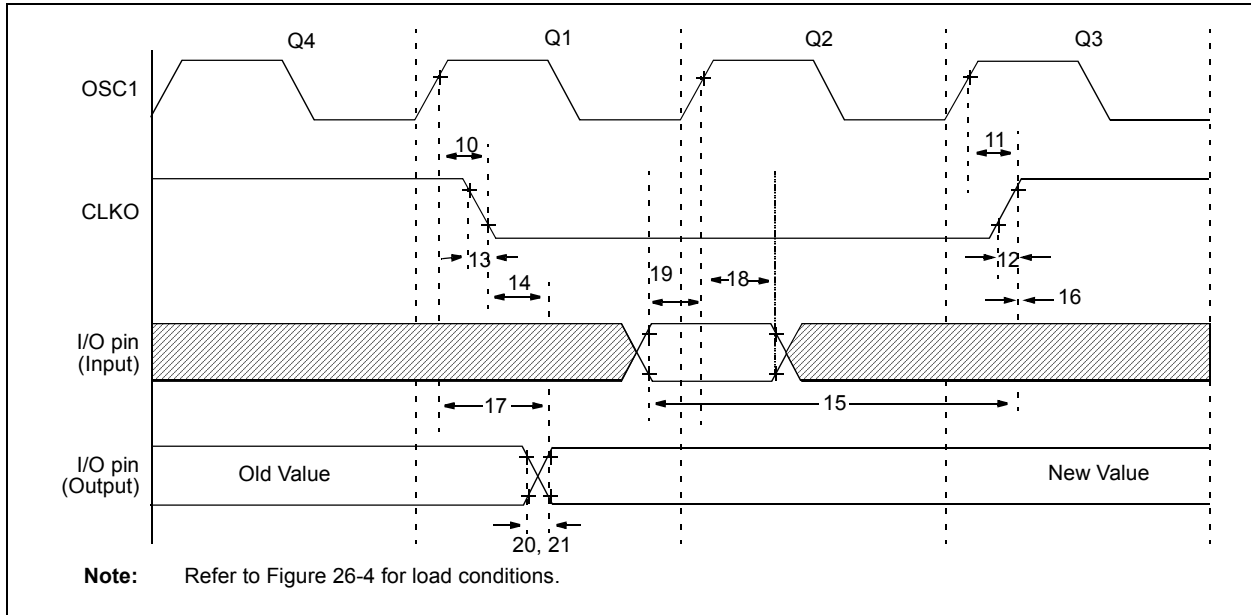 Q4
Q1
Q2
Q3
OSC1
10
11
CLKO
13
12
14
19
18
16
I/O pin
(Input)
17
15
I/O pin
(Output)
Old Value
New Value
20, 21
Note: Refer to Figure 26-4 for load conditions.